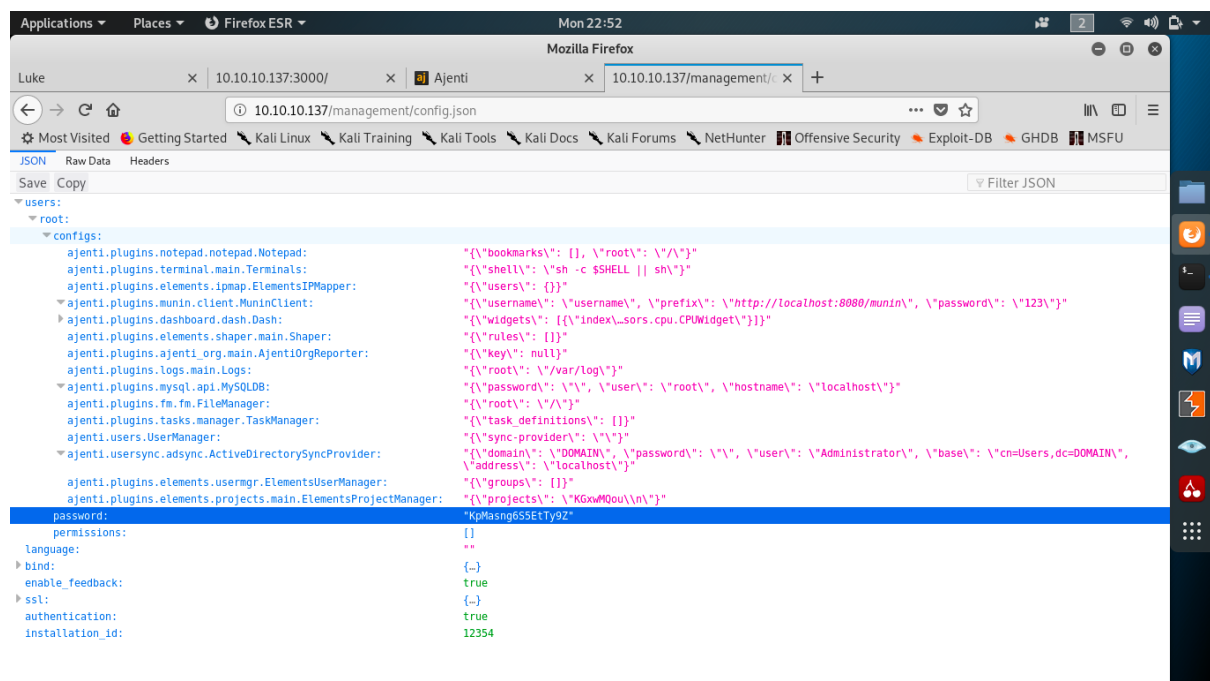 Applications Places Firefox ESR Mon 22:52 2
Mozilla Firefox
Luke 10.10.10.137:3000/ aj Ajenti 10.10.10.137/management/c
10.10.10.137/management/config.json
Most Visited Getting Started Kali Linux Kali Training Kali Tools Kali Docs Kali Forums NetHunter Offensive Security Exploit-DB GHDB MSFU
JSON Raw Data Headers
Save Copy Filter JSON
users:
root:
configs:
ajenti.plugins.notepad.notepad.Notepad: "{\"bookmarks\": [], \"root\": \"/\"}"
ajenti.plugins.terminal.main.Terminals: "{\"shell\": \"sh -c $SHELL || sh\"}"
ajenti.plugins.elements.ipmap.ElementsIPMapper: "{\"users\": {}}"
ajenti.plugins.munin.client.MuninClient: "{\"username\": \"username\", \"prefix\": \"http://localhost:8080/munin\", \"password\": \"123\"}"
ajenti.plugins.dashboard.dash.Dash: "{\"widgets\": [{\"index\…sors.cpu.CPUWidget\"}]}"
ajenti.plugins.elements.shaper.main.Shaper: "{\"rules\": []}"
ajenti.plugins.ajenti_org.main.AjentiOrgReporter: "{\"key\": null}"
ajenti.plugins.logs.main.Logs: "{\"root\": \"/var/log\"}"
ajenti.plugins.mysql.api.MySQLDB: "{\"password\": \"\", \"user\": \"root\", \"hostname\": \"localhost\"}"
ajenti.plugins.fm.fm.FileManager: "{\"root\": \"/\"}"
ajenti.plugins.tasks.manager.TaskManager: "{\"task_definitions\": []}"
ajenti.users.UserManager: "{\"sync-provider\": \"\"}"
ajenti.usersync.adsync.ActiveDirectorySyncProvider: "{\"domain\": \"DOMAIN\", \"password\": \"\", \"user\": \"Administrator\", \"base\": \"cn=Users,dc=DOMAIN\",
\"address\": \"localhost\"}"
ajenti.plugins.elements.usermgr.ElementsUserManager: "{\"groups\": []}"
ajenti.plugins.elements.projects.main.ElementsProjectManager: "{\"projects\": \"KGxwMQou\\n\"}"
password: "KpMasng6S5EtTy9Z"
permissions: []
language: ""
bind: {…}
enable_feedback: true
ssl: {…}
authentication: true
installation_id: 12354